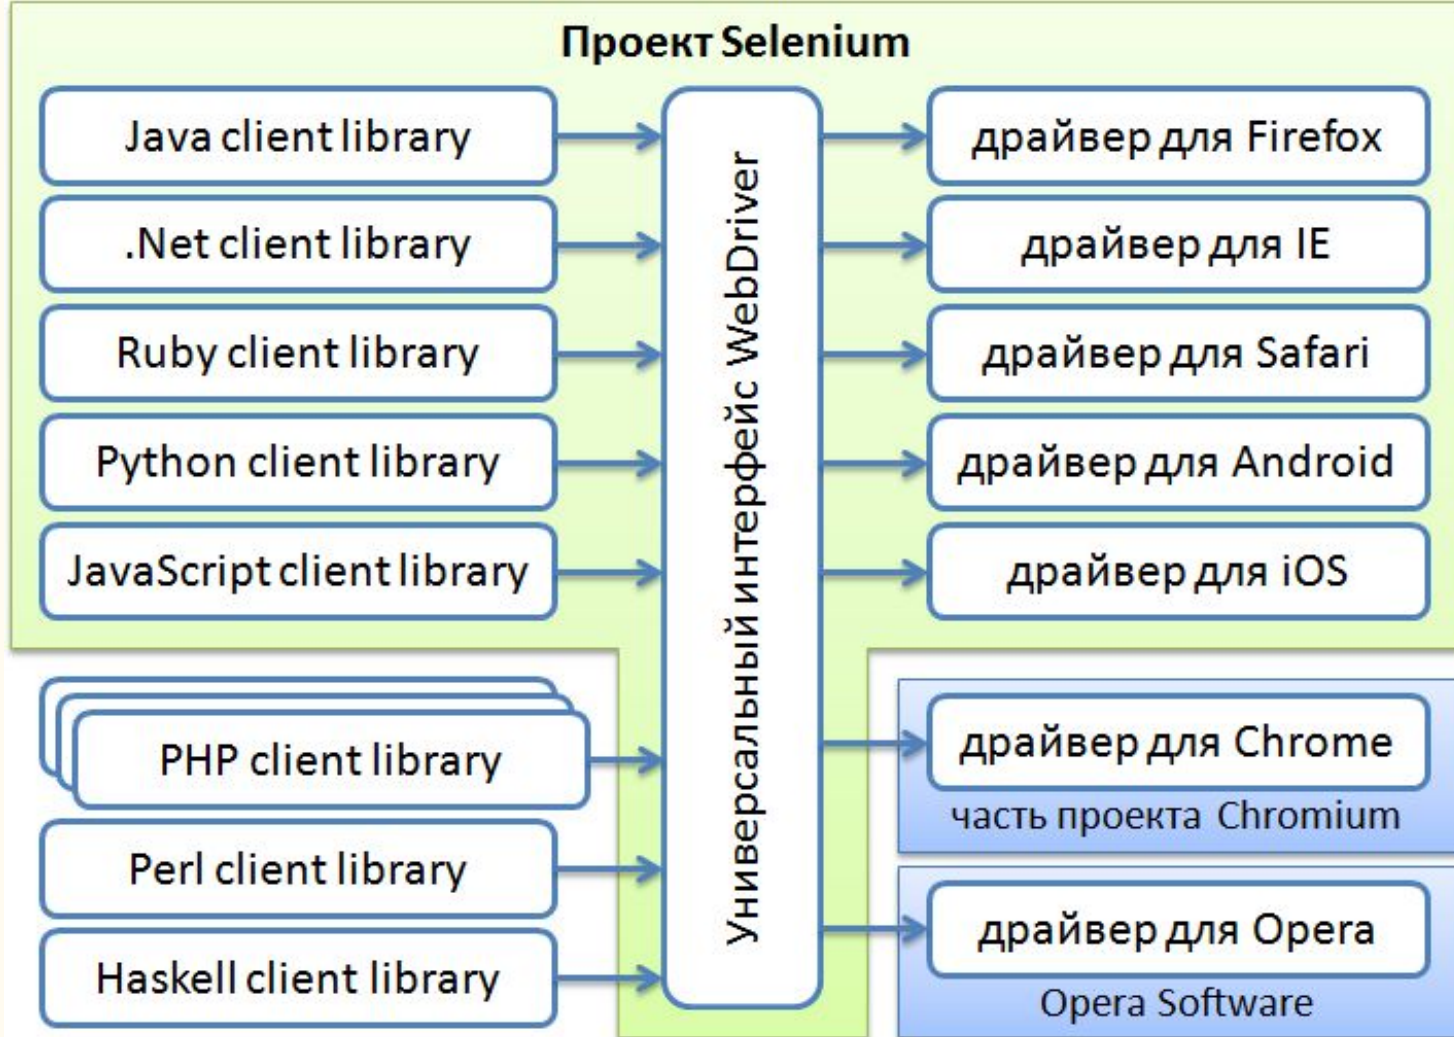 Проект Selenium
Java client library
.Net client library
Ruby client library
Python client library
JavaScript client library
PHP client library
Perl client library
Haskell client library
Универсальный интерфейс WebDriver
драйвер для Firefox
драйвер для IE
драйвер для Safari
драйвер для Android
драйвер для iOS
драйвер для Chrome
часть проекта Chromium
драйвер для Opera
Opera Software